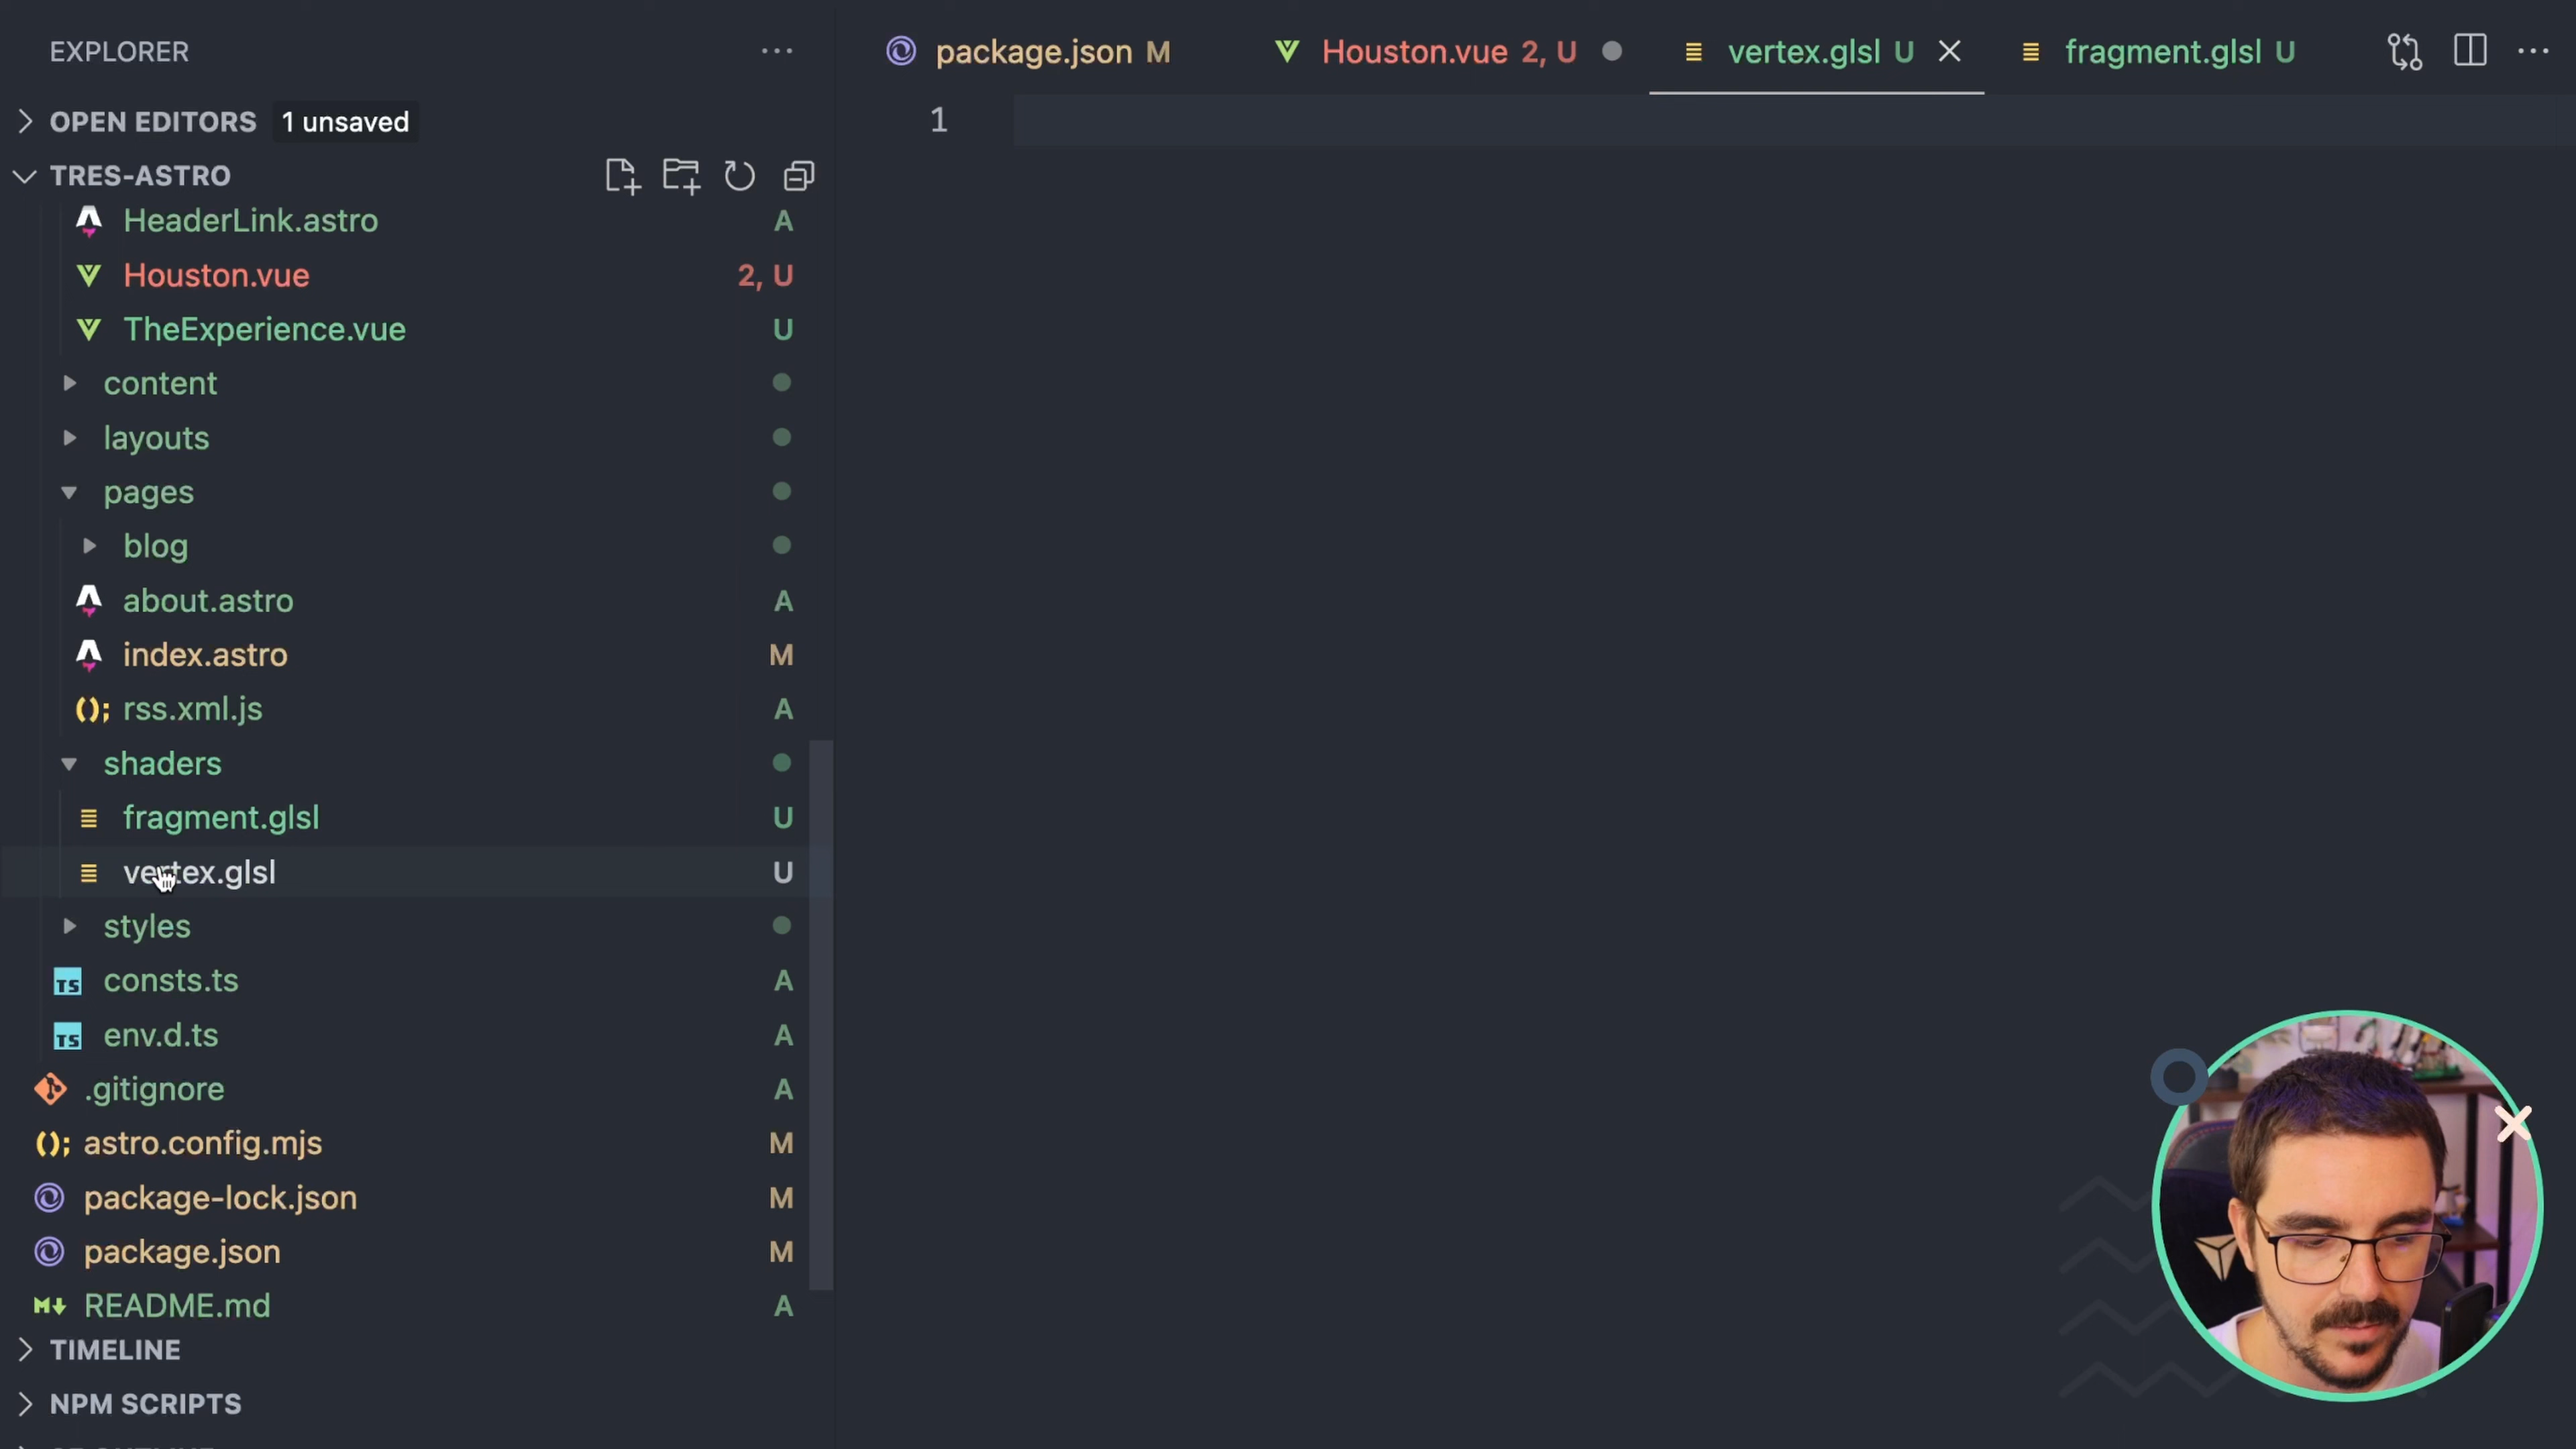 EXPLORER
package.json M
Houston.vue 2, U
vertex.glsl U
fragment.glsl U
OPEN EDITORS 1 unsaved
1
TRES-ASTRO
HeaderLink.astro A
Houston.vue 2, U
TheExperience.vue U
content
layouts
pages
blog
about.astro A
index.astro M
rss.xml.js A
shaders
fragment.glsl U
vertex.glsl U
styles
TS consts.ts A
TS env.d.ts A
.gitignore A
astro.config.mjs M
package-lock.json M
package.json M
README.md A
TIMELINE
NPM SCRIPTS